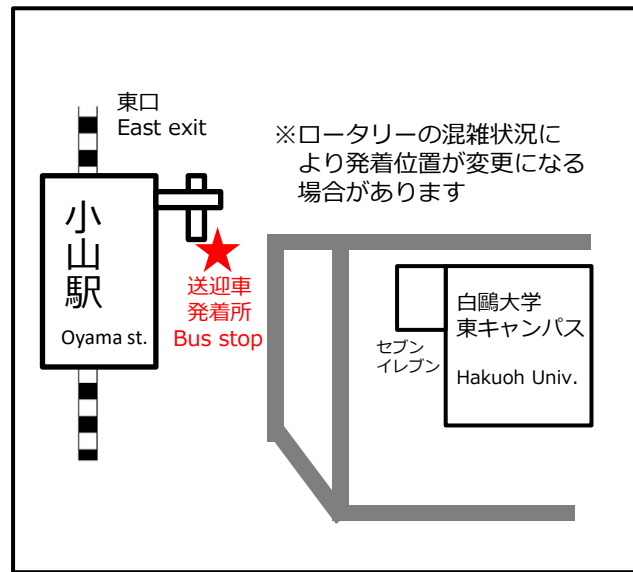 東口
East exit
※ロータリーの混雑状況に
より発着位置が変更になる
場合があります
小山駅
Oyama st.
送迎車
発着所
Bus stop
白鷗大学
東キャンパス
Hakuoh Univ.
セブン
イレブン